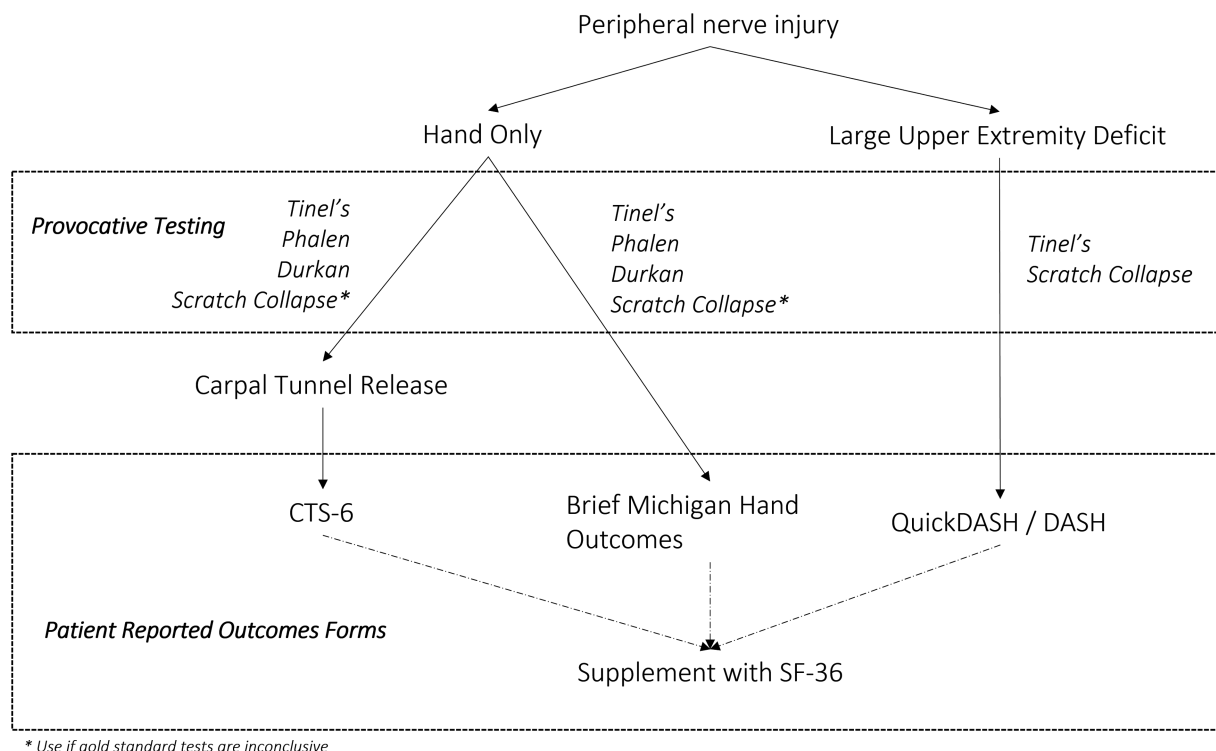 Peripheral nerve injury
Hand Only
Large Upper Extremity Deficit
Provocative Testing
Tinel’s
Phalen
Durkan
Scratch Collapse*
Tinel’s
Phalen
Durkan
Scratch Collapse*
Tinel’s
Scratch Collapse
Carpal Tunnel Release
CTS-6
Brief Michigan Hand
Outcomes
QuickDASH / DASH
Patient Reported Outcomes Forms
Supplement with SF-36
* Use if gold standard tests are inconclusive